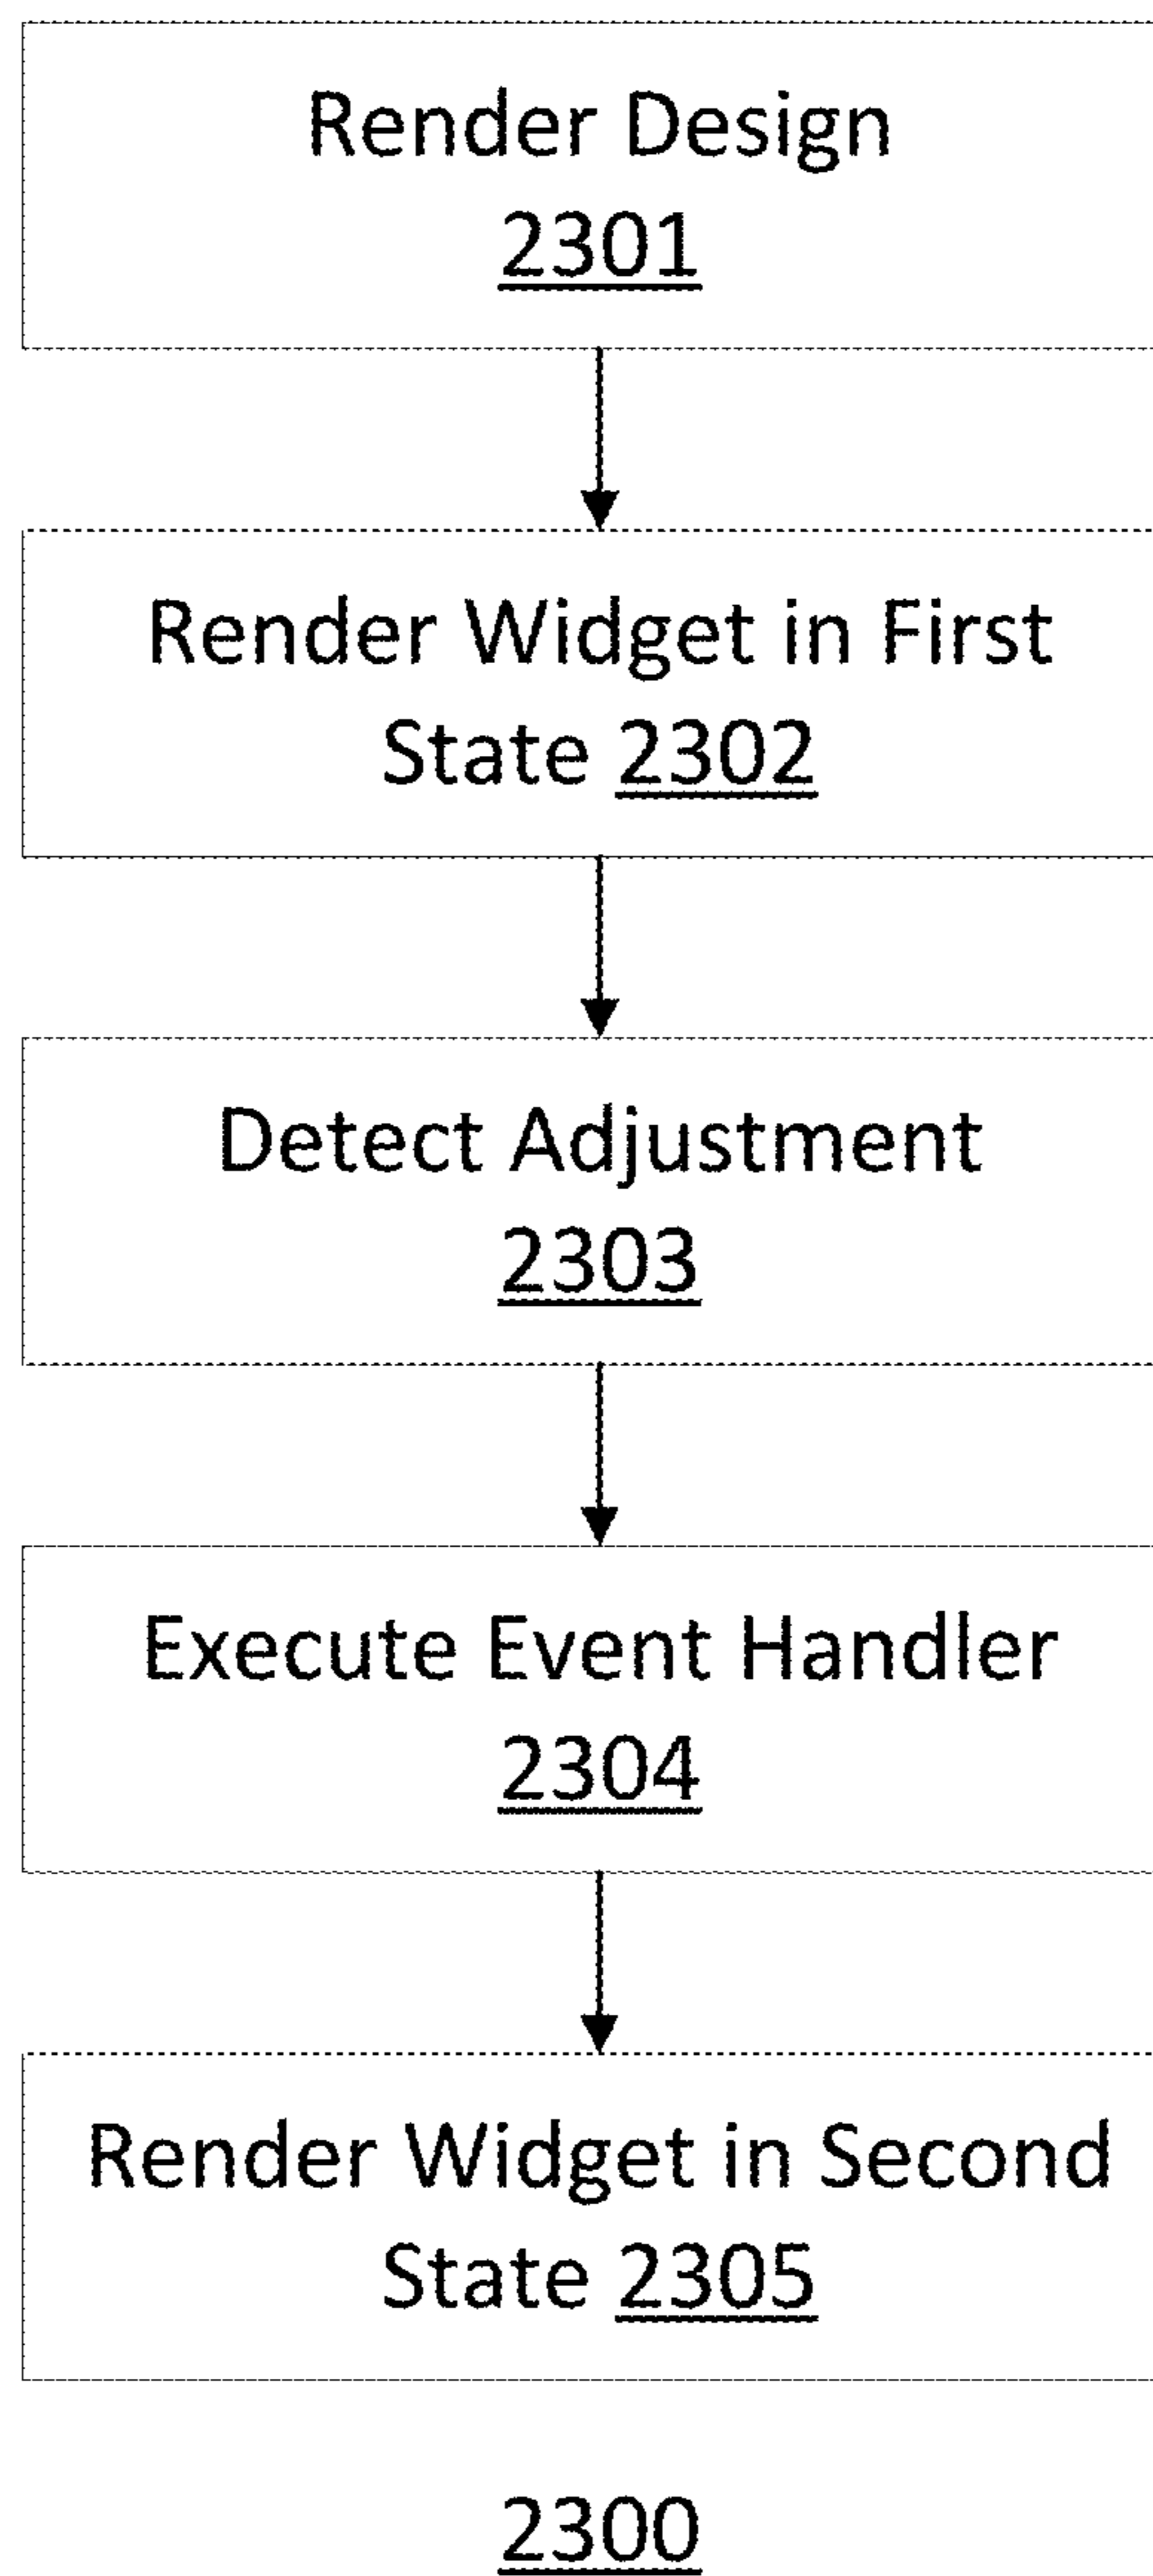 Render Design
2301
Render Widget in First
State 2302
Detect Adjustment
2303
Execute Event Handler
2304
Render Widget in Second
State 2305
2300